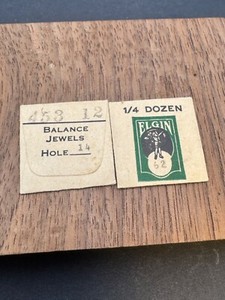 453 12
BALANCE
JEWELS
HOLE 14
1/4 DOZEN
ELGIN
52